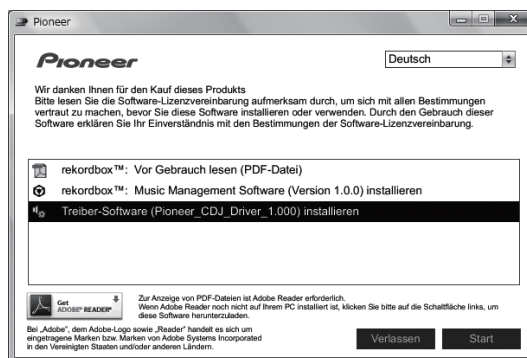 Pioneer
Pioneer
Deutsch
Wir danken Ihnen für den Kauf dieses Produkts
Bitte lesen Sie die Software-Lizenzvereinbarung aufmerksam durch, um sich mit allen Bestimmungen
vertraut zu machen, bevor Sie diese Software installieren oder verwenden. Durch den Gebrauch dieser
Software erklären Sie Ihr Einverständnis mit den Bestimmungen der Software-Lizenzvereinbarung.
rekordbox™: Vor Gebrauch lesen (PDF-Datei)
rekordbox™: Music Management Software (Version 1.0.0) installieren
Treiber-Software (Pioneer_CDJ_Driver_1.000) installieren
Get
ADOBE® READER®
Zur Anzeige von PDF-Dateien ist Adobe Reader erforderlich.
Wenn Adobe Reader noch nicht auf Ihrem PC installiert ist, klicken Sie bitte auf die Schaltfläche links, um
diese Software herunterzuladen.
Bei „Adobe", dem Adobe-Logo sowie „Reader" handelt es sich um
eingetragene Marken bzw. Marken von Adobe Systems Incorporated
in den Vereinigten Staaten und/oder anderen Ländern.
Verlassen
Start